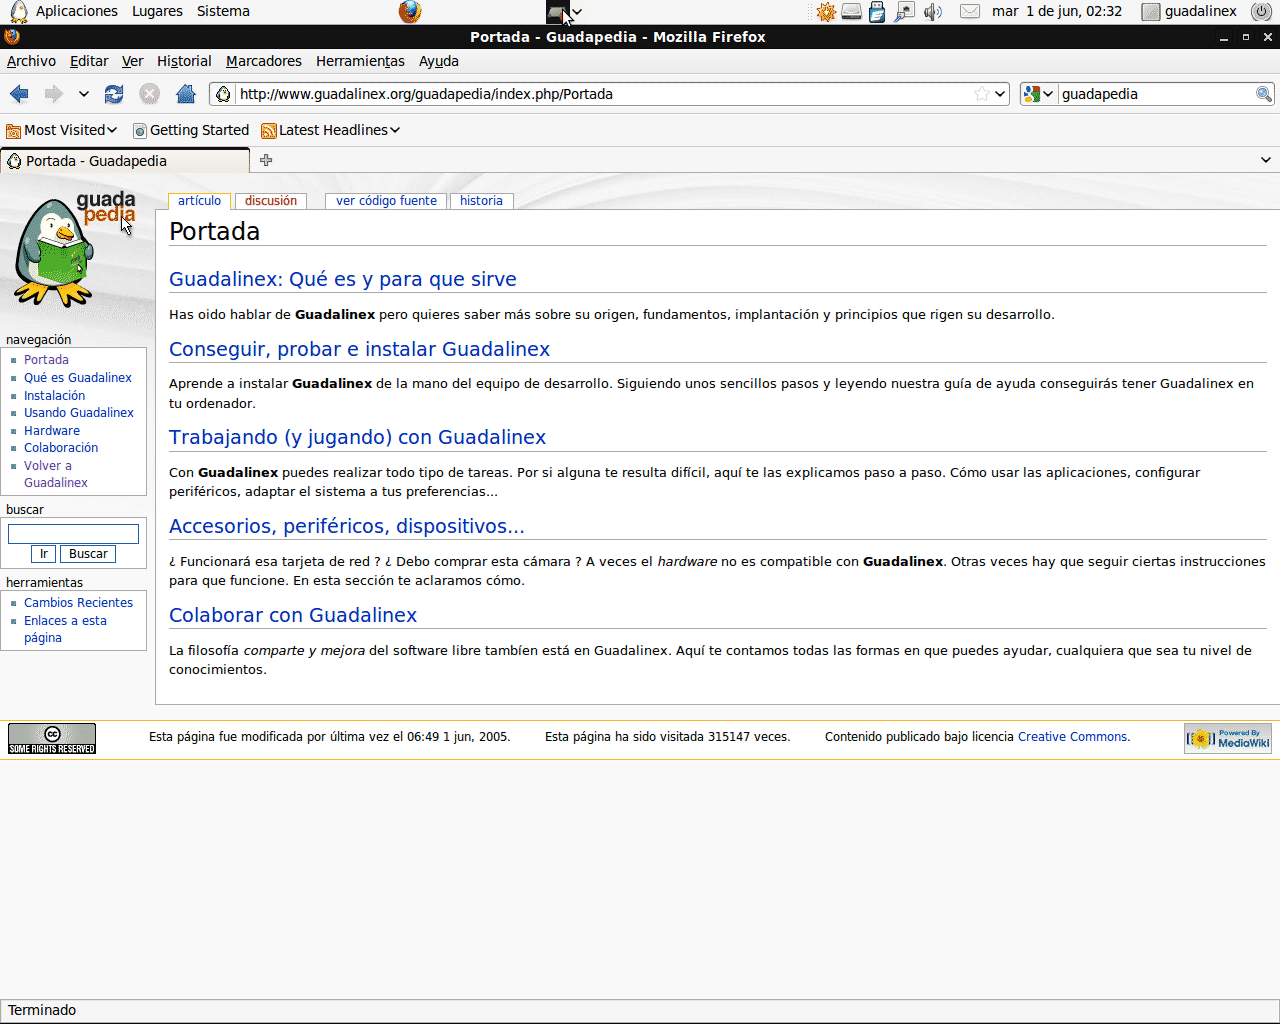 Aplicaciones Lugares Sistema mar 1 de jun, 02:32 guadalinex
Portada - Guadapedia - Mozilla Firefox
Archivo Editar Ver Historial Marcadores Herramientas Ayuda
http://www.guadalinex.org/guadapedia/index.php/Portada guadapedia
Most Visited Getting Started Latest Headlines
Portada - Guadapedia
guada
pedia
artículo discusión ver código fuente historia
Portada
Guadalinex: Qué es y para que sirve
Has oido hablar de Guadalinex pero quieres saber más sobre su origen, fundamentos, implantación y principios que rigen su desarrollo.
Conseguir, probar e instalar Guadalinex
Aprende a instalar Guadalinex de la mano del equipo de desarrollo. Siguiendo unos sencillos pasos y leyendo nuestra guía de ayuda conseguirás tener Guadalinex en
tu ordenador.
Trabajando (y jugando) con Guadalinex
Con Guadalinex puedes realizar todo tipo de tareas. Por si alguna te resulta difícil, aquí te las explicamos paso a paso. Cómo usar las aplicaciones, configurar
periféricos, adaptar el sistema a tus preferencias...
Accesorios, periféricos, dispositivos...
¿ Funcionará esa tarjeta de red ? ¿ Debo comprar esta cámara ? A veces el hardware no es compatible con Guadalinex. Otras veces hay que seguir ciertas instrucciones
para que funcione. En esta sección te aclaramos cómo.
Colaborar con Guadalinex
La filosofía comparte y mejora del software libre tambíen está en Guadalinex. Aquí te contamos todas las formas en que puedes ayudar, cualquiera que sea tu nivel de
conocimientos.
navegación
Portada
Qué es Guadalinex
Instalación
Usando Guadalinex
Hardware
Colaboración
Volver a
Guadalinex
buscar
Ir Buscar
herramientas
Cambios Recientes
Enlaces a esta
página
cc
SOME RIGHTS RESERVED
Esta página fue modificada por última vez el 06:49 1 jun, 2005. Esta página ha sido visitada 315147 veces. Contenido publicado bajo licencia Creative Commons.
Powered By
MediaWiki
Terminado